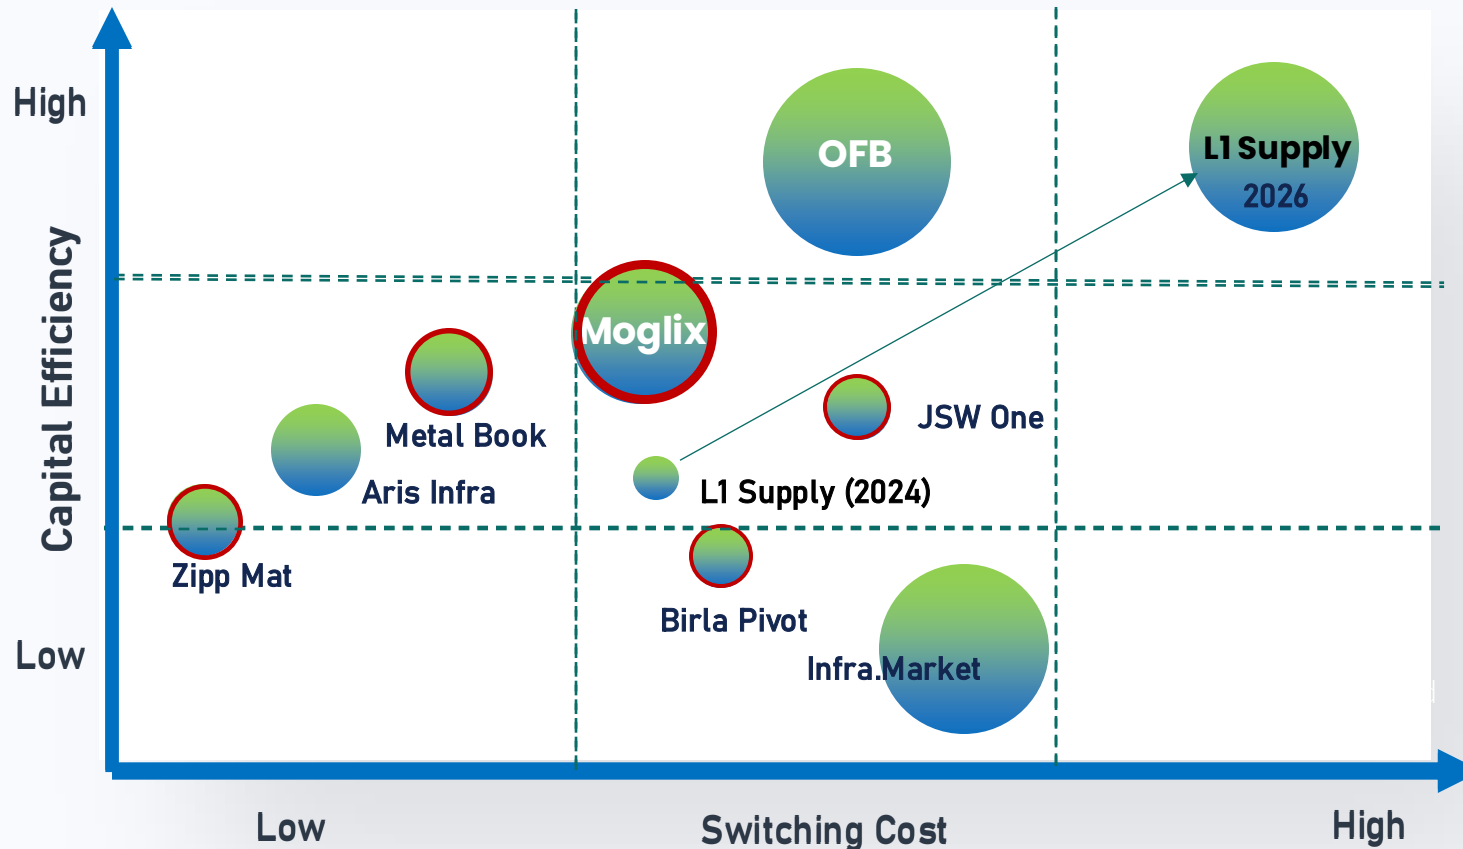 High
OFB
L1 Supply
2026
Capital Efficiency
Moglix
Metal Book
JSW One
Aris Infra
L1 Supply (2024)
Zipp Mat
Birla Pivot
Infra.Market
Low
Low
Switching Cost
High